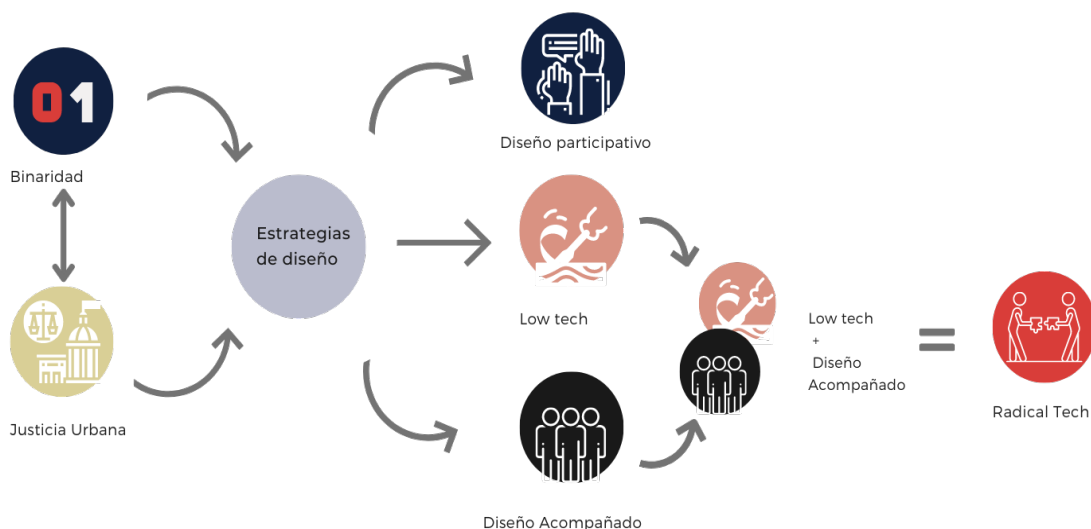 01
Binaridad
Justicia Urbana
Estrategias
de diseño
Diseño participativo
Low tech
Diseño Acompañado
Low tech
+
Diseño
Acompañado
=
Radical Tech